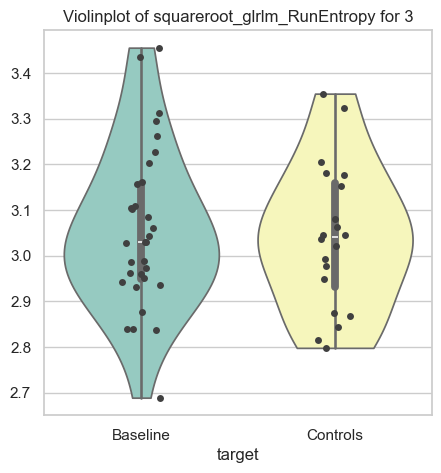 Violinplot of squareroot_glrlm_RunEntropy for 3
3.4
3.3
3.2
3.1
3.0
2.9
2.8
2.7
Baseline
Controls
target